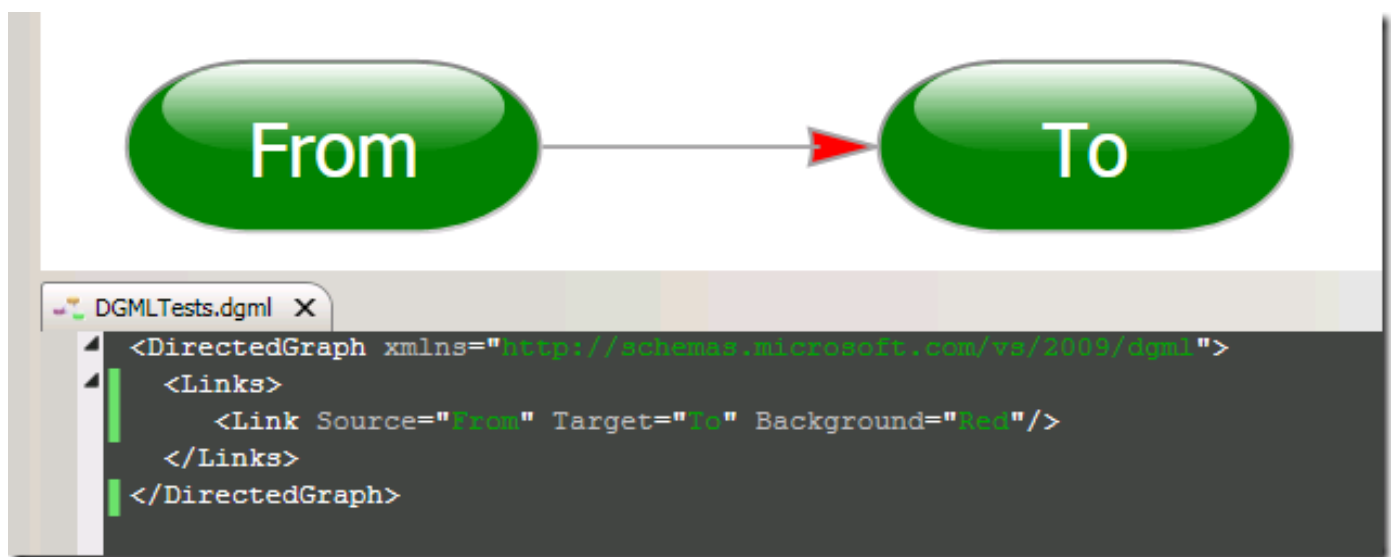 From To
DGMLTests.dgml X
<DirectedGraph xmlns="http://schemas.microsoft.com/vs/2009/dgml">
<Links>
<Link Source="From" Target="To" Background="Red"/>
</Links>
</DirectedGraph>